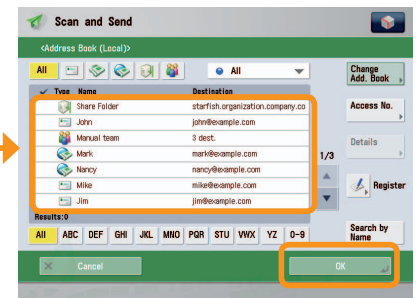 Scan and Send
<Address Book (Local)>
All
All
Change
Add. Book
Type Name Destination
Share Folder starfish.organization.company.co
Access No.
John john@example.com
Manual team 3 dest.
Details
Mark mark@example.com
1/3
Nancy nancy@example.com
Mike mike@example.com
Register
Jim jim@example.com
Results:0
All ABC DEF GHI JKL MNO PQR STU VWX YZ 0-9
Search by
Name
Cancel
OK